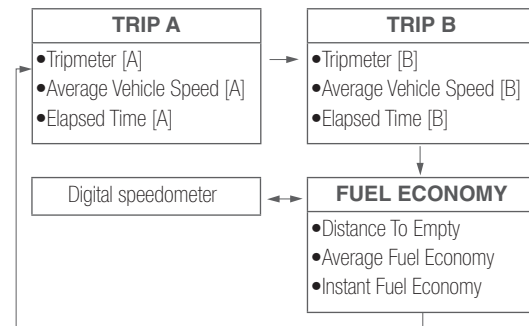 TRIP A
●Tripmeter [A]
●Average Vehicle Speed [A]
●Elapsed Time [A]
TRIP B
●Tripmeter [B]
●Average Vehicle Speed [B]
●Elapsed Time [B]
Digital speedometer
FUEL ECONOMY
●Distance To Empty
●Average Fuel Economy
●Instant Fuel Economy